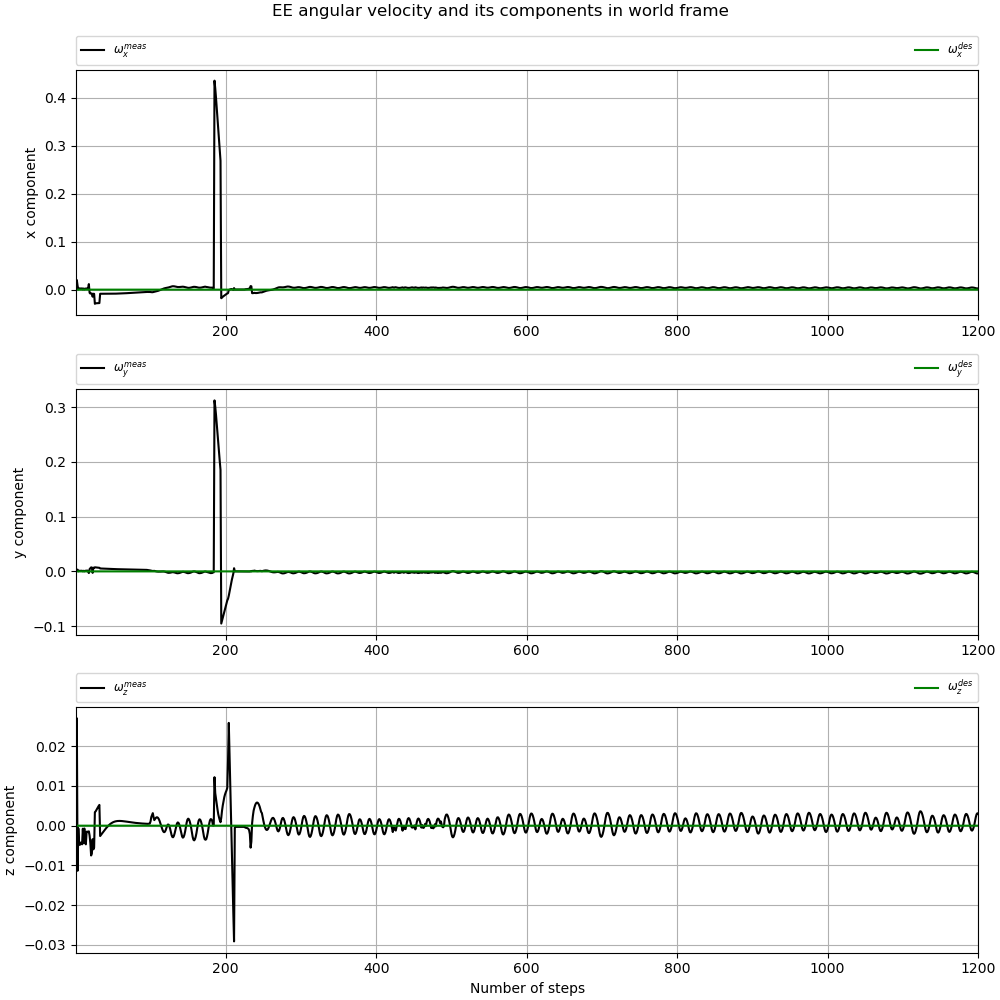 EE angular velocity and its components in world frame
ω_x^meas ω_x^des
0.4
0.3
0.2
0.1
0.0
x component
200 400 600 800 1000 1200
ω_y^meas ω_y^des
0.3
0.2
0.1
0.0
−0.1
y component
200 400 600 800 1000 1200
ω_z^meas ω_z^des
0.02
0.01
0.00
−0.01
−0.02
−0.03
z component
200 400 600 800 1000 1200
Number of steps